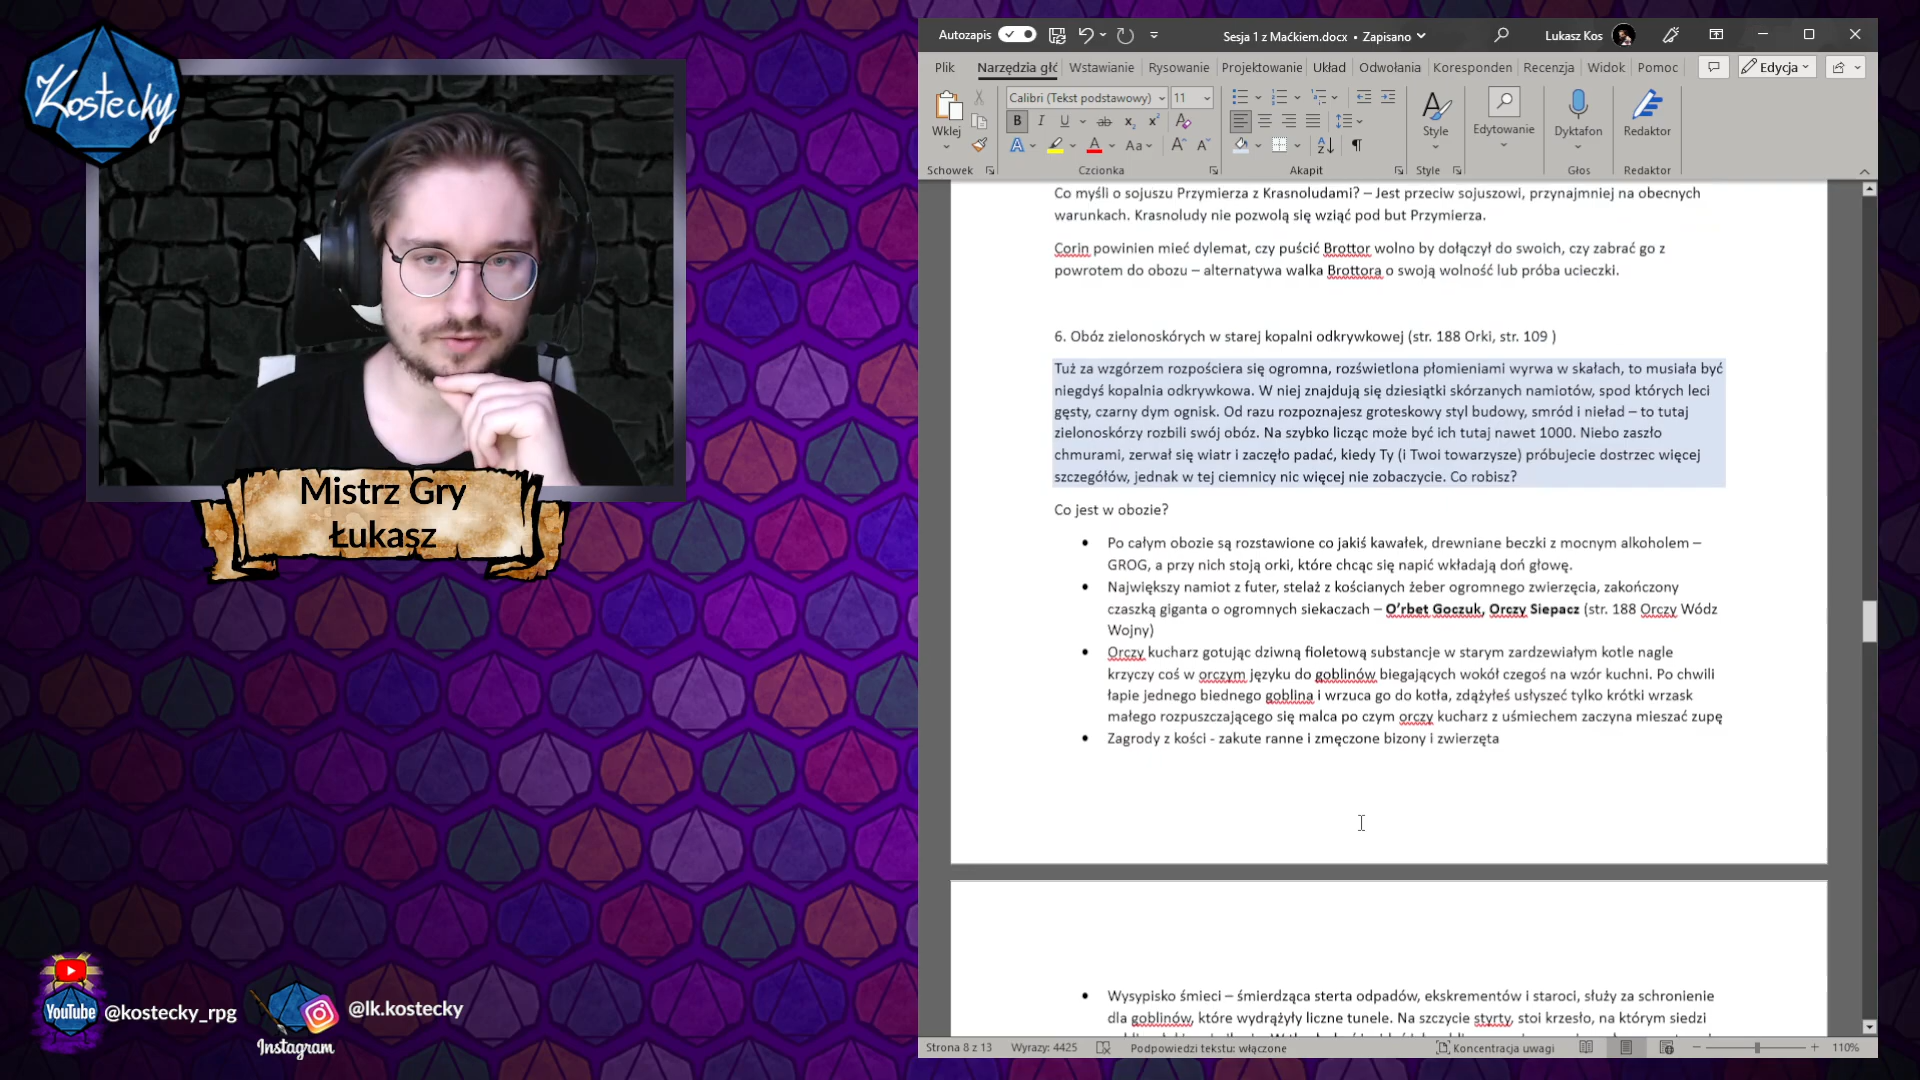 Kostecky
Mistrz Gry
Łukasz
YouTube
@kostecky_rpg
Instagram
@lk.kostecky
Autozapis
Sesja 1 z Maćkiem.docx • Zapisano
Lukasz Kos
Plik
Narzędzia głó
Wstawianie
Rysowanie
Projektowanie
Układ
Odwołania
Koresponden
Recenzja
Widok
Pomoc
Edycja
Wklej
Calibri (Tekst podstawowy)
11
Style
Edytowanie
Dyktafon
Redaktor
Schowek
Czcionka
Akapit
Style
Głos
Redaktor
Co myśli o sojuszu Przymierza z Krasnoludami? – Jest przeciw sojuszowi, przynajmniej na obecnych
warunkach. Krasnoludy nie pozwolą się wziąć pod but Przymierza.
Corin powinien mieć dylemat, czy puścić Brottor wolno by dołączył do swoich, czy zabrać go z
powrotem do obozu – alternatywa walka Brottora o swoją wolność lub próba ucieczki.
6. Obóz zielonoskórych w starej kopalni odkrywkowej (str. 188 Orki, str. 109 )
Tuż za wzgórzem rozpościera się ogromna, rozświetlona płomieniami wyrwa w skałach, to musiała być
niegdyś kopalnia odkrywkowa. W niej znajdują się dziesiątki skórzanych namiotów, spod których leci
gęsty, czarny dym ognisk. Od razu rozpoznajesz groteskowy styl budowy, smród i nieład – to tutaj
zielonoskórzy rozbili swój obóz. Na szybko licząc może być ich tutaj nawet 1000. Niebo zaszło
chmurami, zerwał się wiatr i zaczęło padać, kiedy Ty (i Twoi towarzysze) próbujecie dostrzec więcej
szczegółów, jednak w tej ciemnicy nic więcej nie zobaczycie. Co robisz?
Co jest w obozie?
• Po całym obozie są rozstawione co jakiś kawałek, drewniane beczki z mocnym alkoholem –
GROG, a przy nich stoją orki, które chcąc się napić wkładają doń głowę.
• Największy namiot z futer, stelaż z kościanych żeber ogromnego zwierzęcia, zakończony
czaszką giganta o ogromnych siekaczach – O'rbet Goczuk, Orczy Siepacz (str. 188 Orczy Wódz
Wojny)
• Orczy kucharz gotując dziwną fioletową substancje w starym zardzewiałym kotle nagle
krzyczy coś w orczym języku do goblinów biegających wokół czegoś na wzór kuchni. Po chwili
łapie jednego biednego goblina i wrzuca go do kotła, zdążyłeś usłyszeć tylko krótki wrzask
małego rozpuszczającego się malca po czym orczy kucharz z uśmiechem zaczyna mieszać zupę
• Zagrody z kości - zakute ranne i zmęczone bizony i zwierzęta
• Wysypisko śmieci – śmierdząca sterta odpadów, ekskrementów i staroci, służy za schronienie
dla goblinów, które wydrążyły liczne tunele. Na szczycie styrty, stoi krzesło, na którym siedzi
Strona 8 z 13
Wyrazy: 4425
Podpowiedzi tekstu: włączone
Koncentracja uwagi
110%